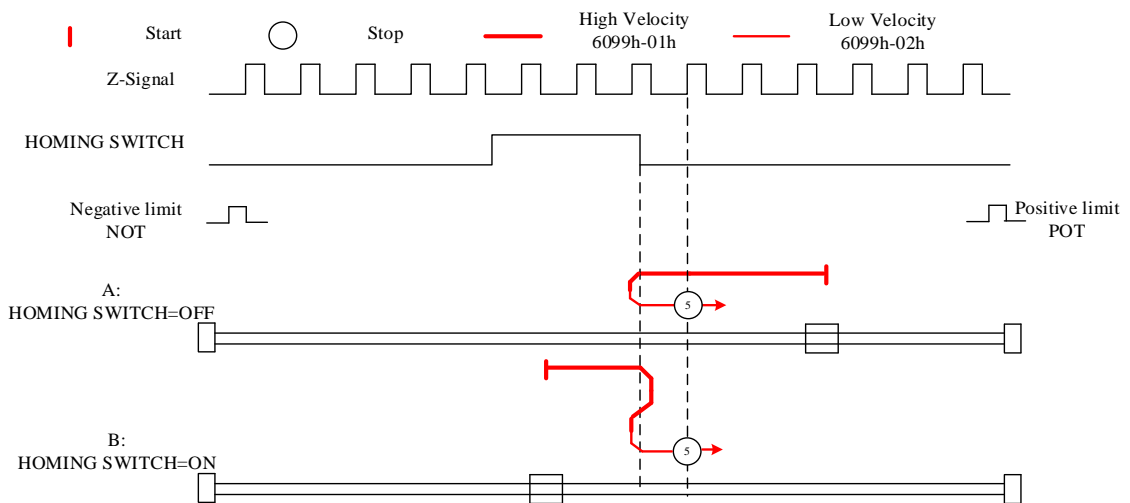 Start
Stop
High Velocity
6099h-01h
Low Velocity
6099h-02h
Z-Signal
HOMING SWITCH
Negative limit
NOT
Positive limit
POT
A:
HOMING SWITCH=OFF
5
B:
HOMING SWITCH=ON
5